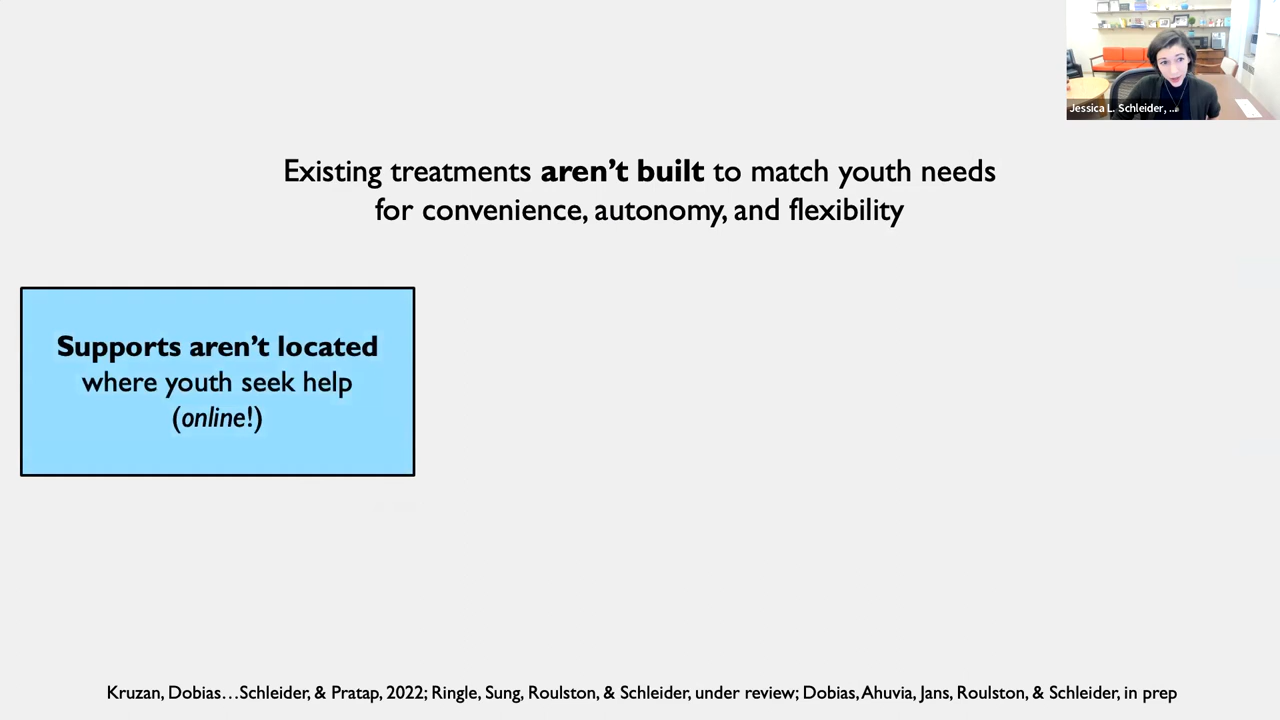 Jessica L. Schleider, ...
Existing treatments aren’t built to match youth needs
for convenience, autonomy, and flexibility
Supports aren’t located
where youth seek help
(online!)
Kruzan, Dobias…Schleider, & Pratap, 2022; Ringle, Sung, Roulston, & Schleider, under review; Dobias, Ahuvia, Jans, Roulston, & Schleider, in prep